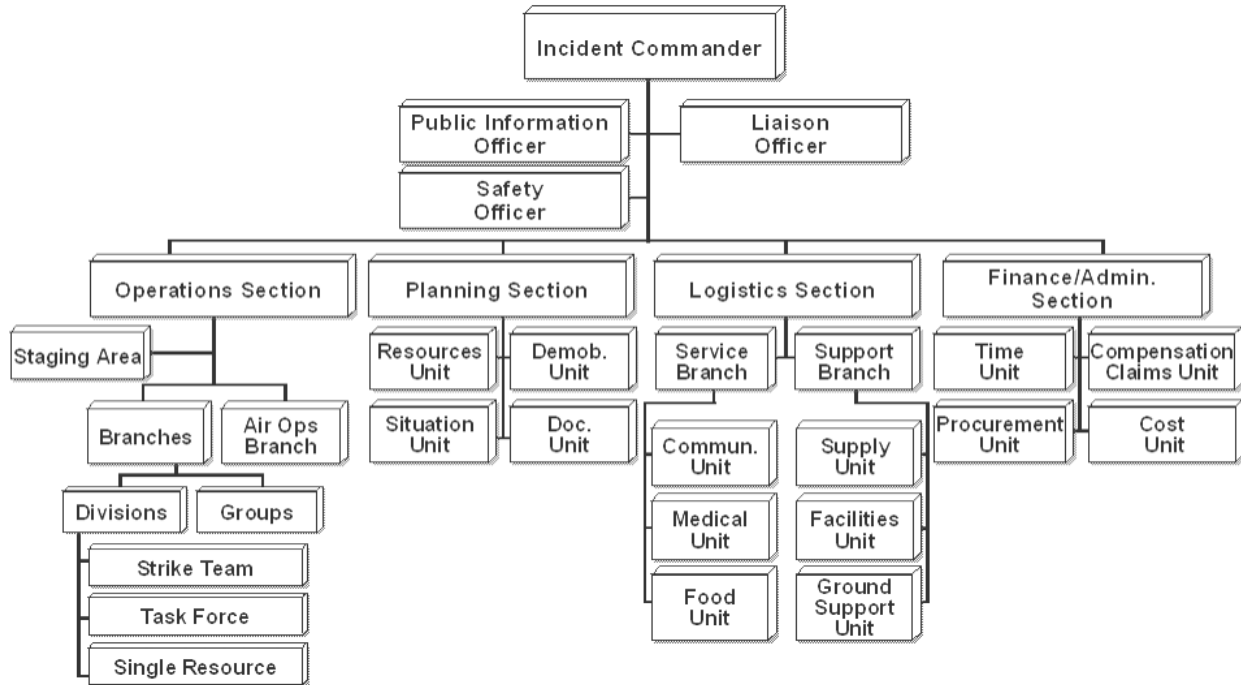 Incident Commander
Public Information
Officer
Liaison
Officer
Safety
Officer
Operations Section
Planning Section
Logistics Section
Finance/Admin.
Section
Staging Area
Resources
Unit
Demob.
Unit
Service
Branch
Support
Branch
Time
Unit
Compensation
Claims Unit
Branches
Air Ops
Branch
Situation
Unit
Doc.
Unit
Procurement
Unit
Cost
Unit
Commun.
Unit
Supply
Unit
Divisions
Groups
Medical
Unit
Facilities
Unit
Strike Team
Task Force
Single Resource
Food
Unit
Ground
Support
Unit